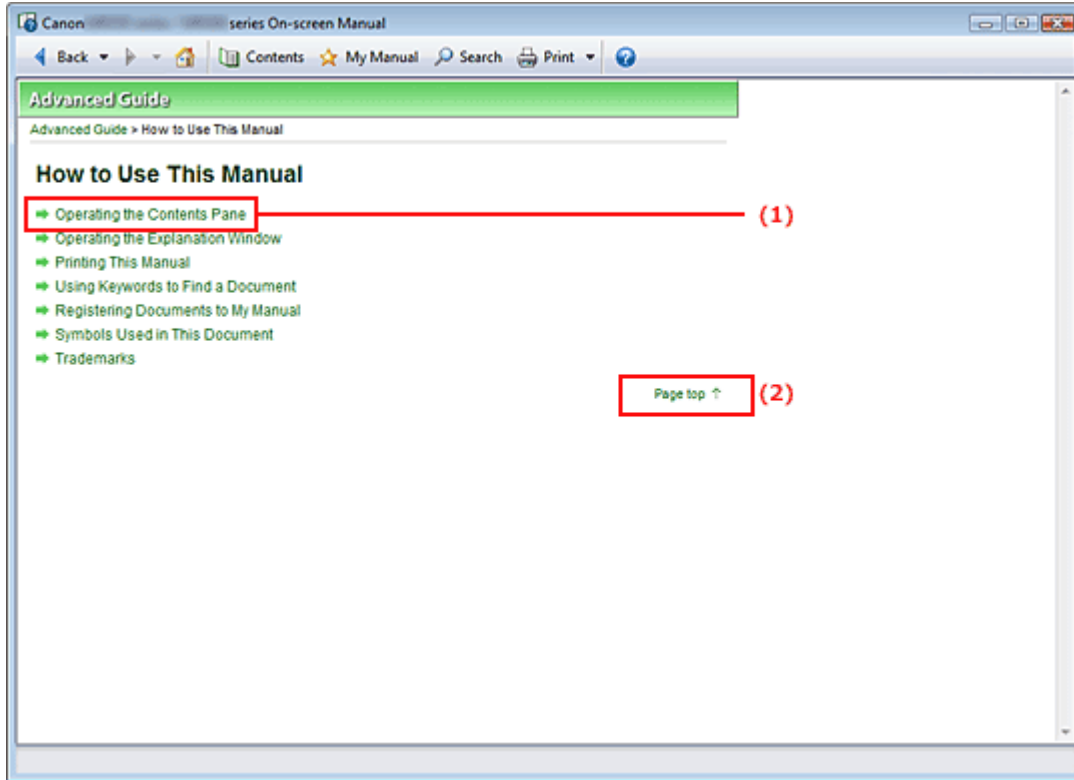 Canon series On-screen Manual
Back Contents My Manual Search Print
Advanced Guide
Advanced Guide > How to Use This Manual
How to Use This Manual
Operating the Contents Pane (1)
Operating the Explanation Window
Printing This Manual
Using Keywords to Find a Document
Registering Documents to My Manual
Symbols Used in This Document
Trademarks
Page top ↑ (2)